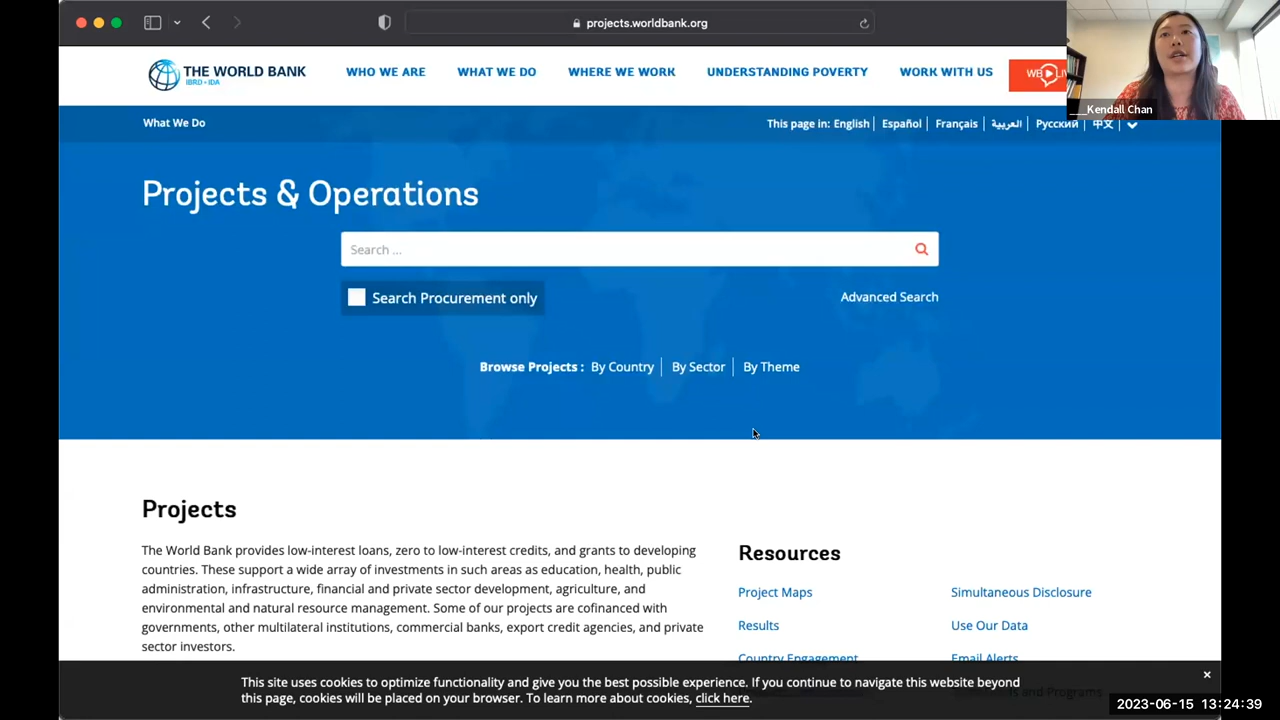 projects.worldbank.org
THE WORLD BANK
IBRD • IDA
WHO WE ARE
WHAT WE DO
WHERE WE WORK
UNDERSTANDING POVERTY
WORK WITH US
Kendall Chan
What We Do
This page in: English
Español
Français
العربية
Русский
中文
Projects & Operations
Search ...
Search Procurement only
Advanced Search
Browse Projects : By Country
By Sector
By Theme
Projects
The World Bank provides low-interest loans, zero to low-interest credits, and grants to developing
countries. These support a wide array of investments in such areas as education, health, public
administration, infrastructure, financial and private sector development, agriculture, and
environmental and natural resource management. Some of our projects are cofinanced with
governments, other multilateral institutions, commercial banks, export credit agencies, and private
sector investors.
Resources
Project Maps
Simultaneous Disclosure
Results
Use Our Data
Country Engagement
Email Alerts
This site uses cookies to optimize functionality and give you the best possible experience. If you continue to navigate this website beyond
this page, cookies will be placed on your browser. To learn more about cookies, click here.
2023-06-15 13:24:39